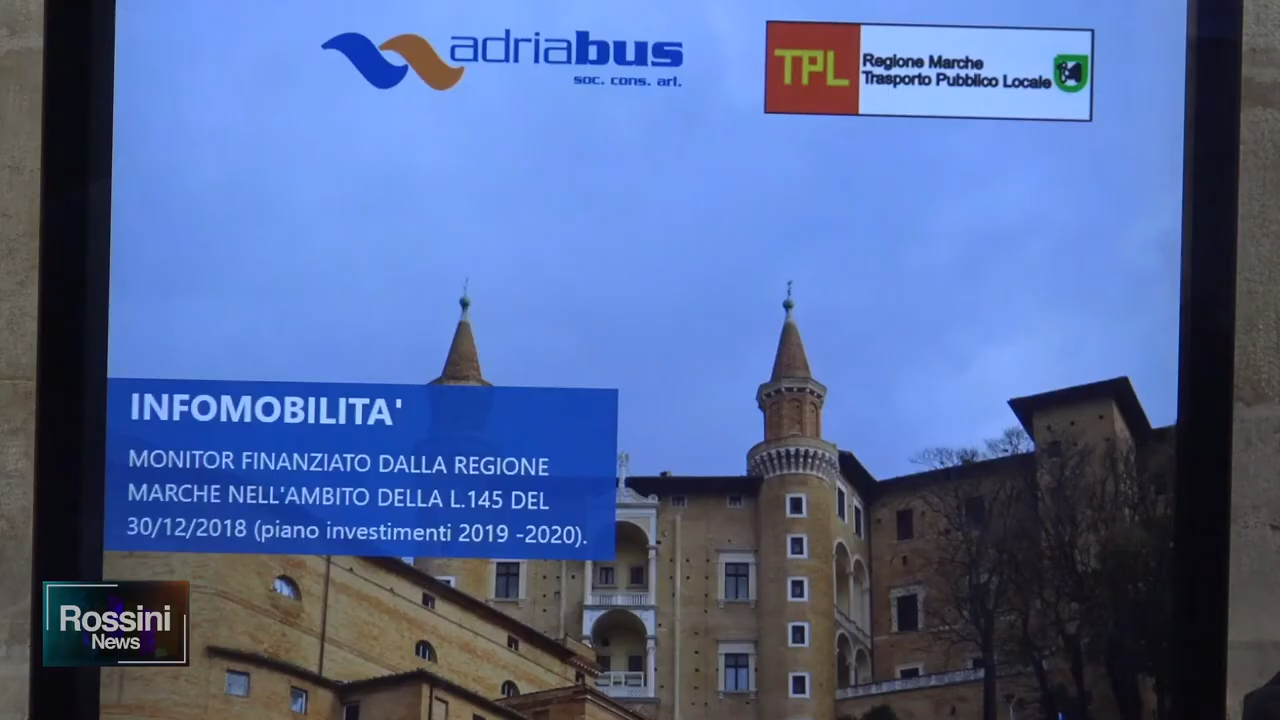 adriabus
soc. cons. arl.
TPL
Regione Marche
Trasporto Pubblico Locale
INFOMOBILITA'
MONITOR FINANZIATO DALLA REGIONE
MARCHE NELL'AMBITO DELLA L.145 DEL
30/12/2018 (piano investimenti 2019 -2020).
Rossini
News